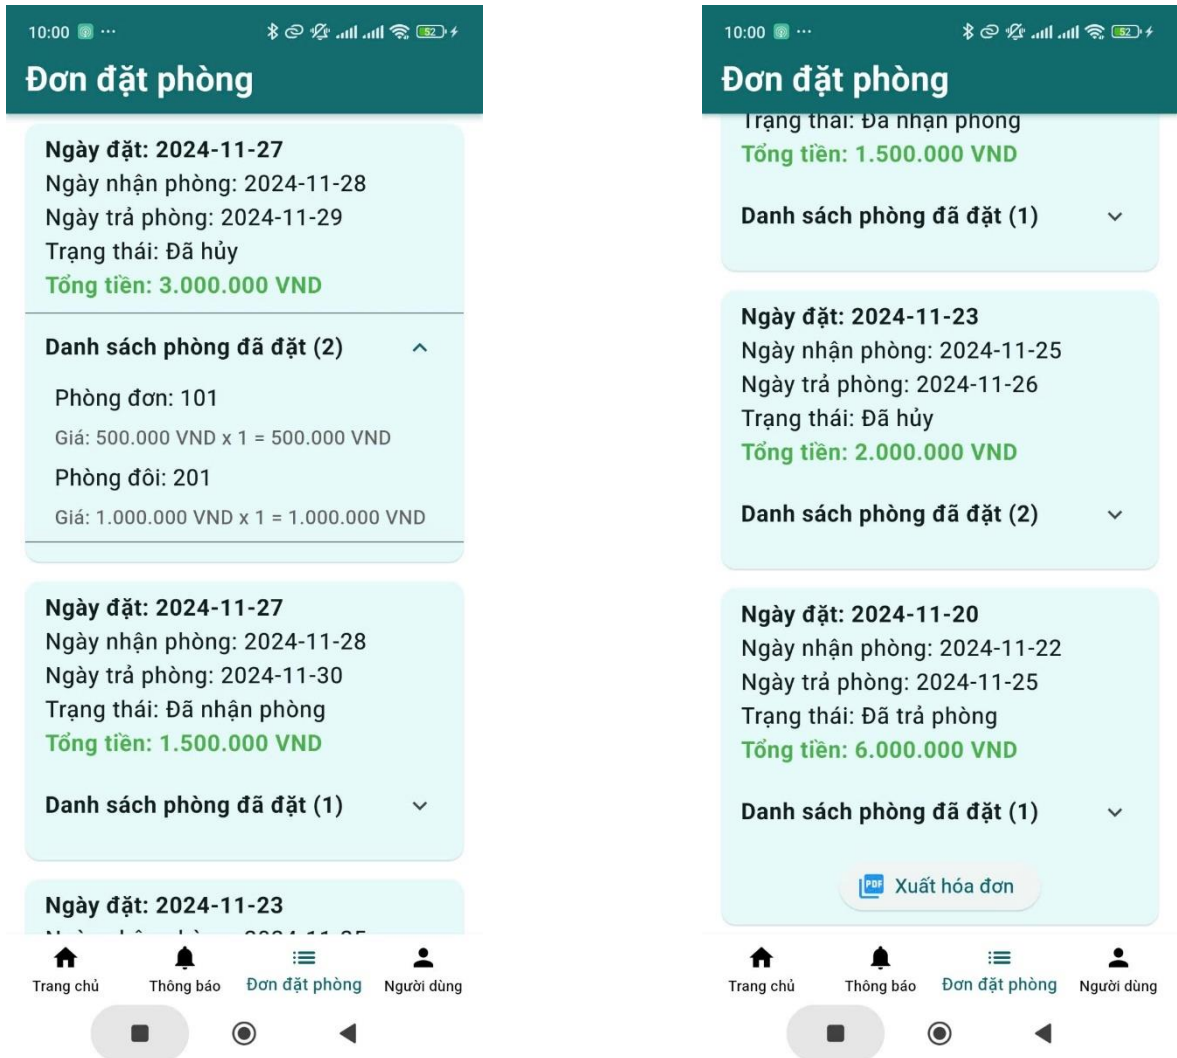 10:00
52
Đơn đặt phòng
Ngày đặt: 2024-11-27
Ngày nhận phòng: 2024-11-28
Ngày trả phòng: 2024-11-29
Trạng thái: Đã hủy
Tổng tiền: 3.000.000 VND
Danh sách phòng đã đặt (2)
Phòng đơn: 101
Giá: 500.000 VND x 1 = 500.000 VND
Phòng đôi: 201
Giá: 1.000.000 VND x 1 = 1.000.000 VND
Ngày đặt: 2024-11-27
Ngày nhận phòng: 2024-11-28
Ngày trả phòng: 2024-11-30
Trạng thái: Đã nhận phòng
Tổng tiền: 1.500.000 VND
Danh sách phòng đã đặt (1)
Ngày đặt: 2024-11-23
Trang chủ Thông báo Đơn đặt phòng Người dùng
10:00
52
Đơn đặt phòng
Trạng thái: Đã nhận phòng
Tổng tiền: 1.500.000 VND
Danh sách phòng đã đặt (1)
Ngày đặt: 2024-11-23
Ngày nhận phòng: 2024-11-25
Ngày trả phòng: 2024-11-26
Trạng thái: Đã hủy
Tổng tiền: 2.000.000 VND
Danh sách phòng đã đặt (2)
Ngày đặt: 2024-11-20
Ngày nhận phòng: 2024-11-22
Ngày trả phòng: 2024-11-25
Trạng thái: Đã trả phòng
Tổng tiền: 6.000.000 VND
Danh sách phòng đã đặt (1)
PDF Xuất hóa đơn
Trang chủ Thông báo Đơn đặt phòng Người dùng